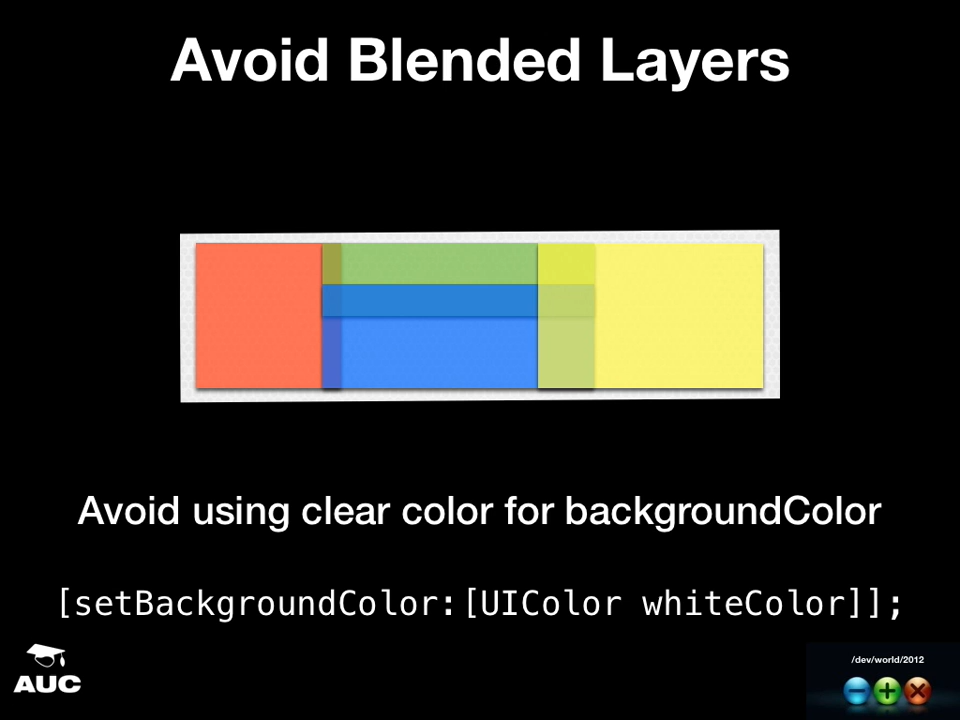 Avoid Blended Layers
Avoid using clear color for backgroundColor
[setBackgroundColor:[UIColor whiteColor]];
AUC
/dev/world/2012